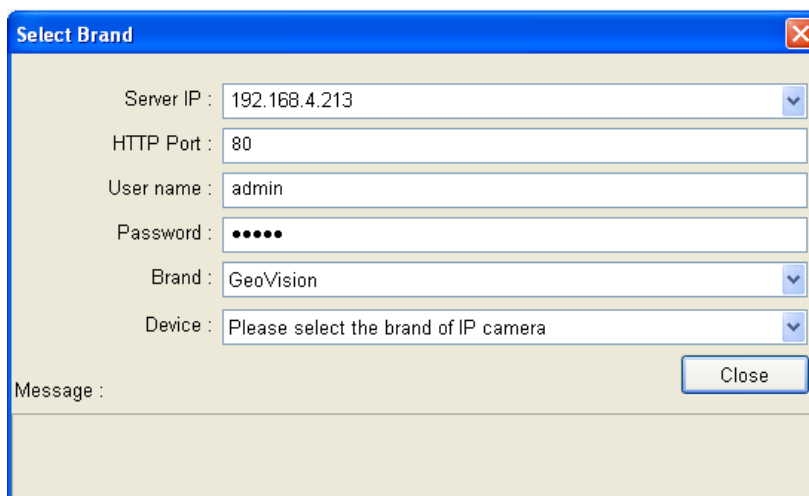 Select Brand
Server IP : 192.168.4.213
HTTP Port : 80
User name : admin
Password : •••••
Brand : GeoVision
Device : Please select the brand of IP camera
Close
Message :